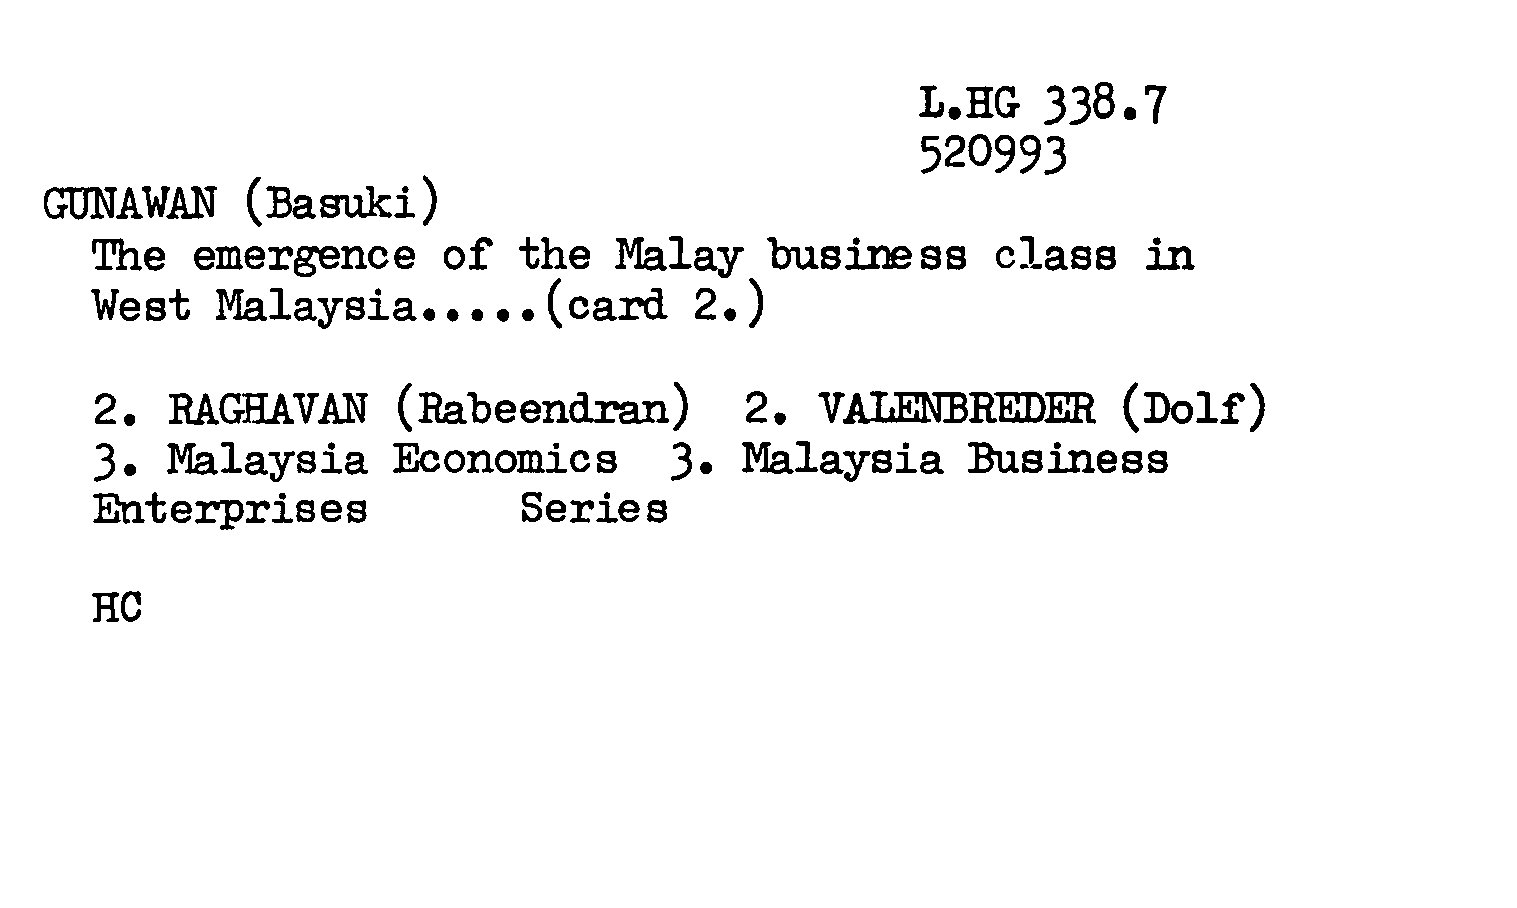 L.HG 338.7
520993
GUNAWAN (Basuki)
The emergence of the Malay business class in
West Malaysia.....(card 2.)
2. RAGHAVAN (Rabeendran) 2. VALENBREDER (Dolf)
3. Malaysia Economics 3. Malaysia Business
Enterprises Series
HC